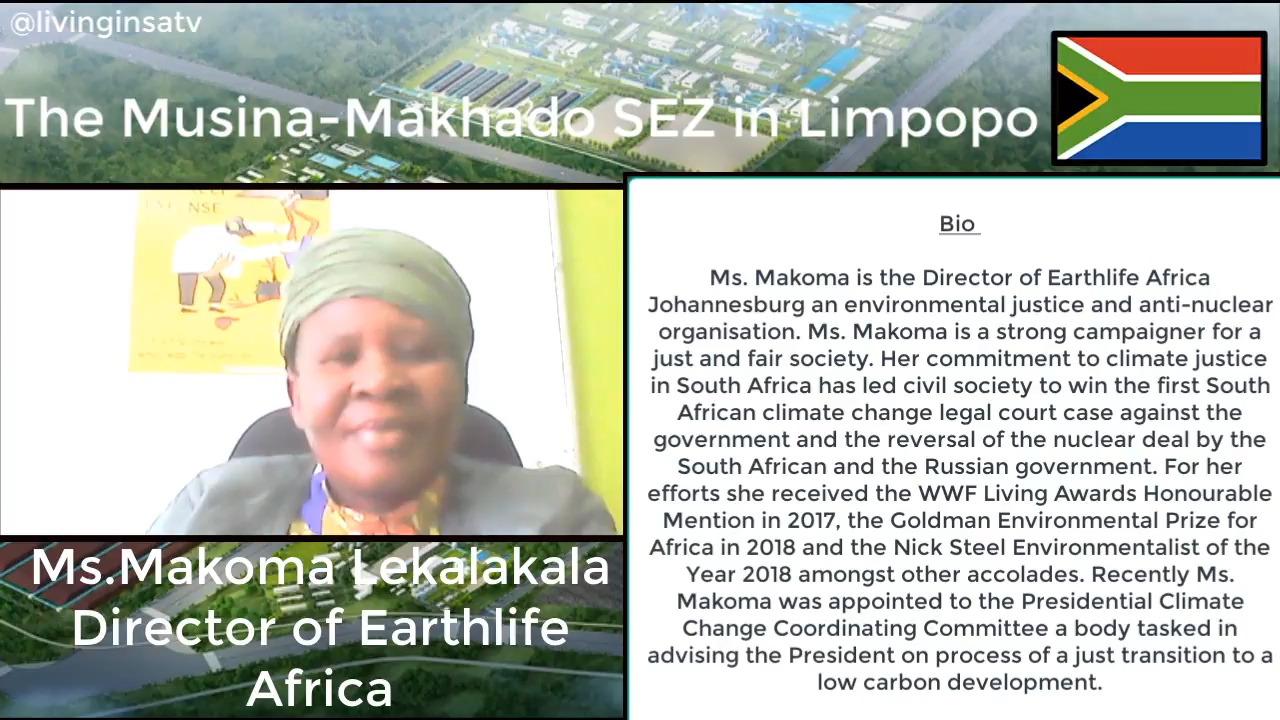 @livinginsatv
The Musina-Makhado SEZ in Limpopo
Bio
Ms. Makoma is the Director of Earthlife Africa
Johannesburg an environmental justice and anti-nuclear
organisation. Ms. Makoma is a strong campaigner for a
just and fair society. Her commitment to climate justice
in South Africa has led civil society to win the first South
African climate change legal court case against the
government and the reversal of the nuclear deal by the
South African and the Russian government. For her
efforts she received the WWF Living Awards Honourable
Mention in 2017, the Goldman Environmental Prize for
Africa in 2018 and the Nick Steel Environmentalist of the
Year 2018 amongst other accolades. Recently Ms.
Makoma was appointed to the Presidential Climate
Change Coordinating Committee a body tasked in
advising the President on process of a just transition to a
low carbon development.
Ms.Makoma Lekalakala
Director of Earthlife
Africa